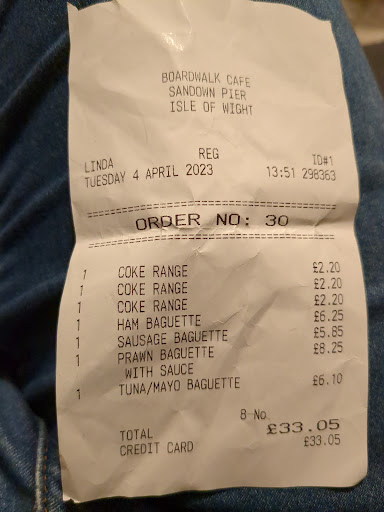 BOARDWALK CAFE
SANDOWN PIER
ISLE OF WIGHT
REG
LINDA ID#1
TUESDAY 4 APRIL 2023 13:51 298363
ORDER NO: 30
1 COKE RANGE £2.20
1 COKE RANGE £2.20
1 COKE RANGE £2.20
1 HAM BAGUETTE £6.25
1 SAUSAGE BAGUETTE £5.85
1 PRAWN BAGUETTE £8.25
WITH SAUCE
1 TUNA/MAYO BAGUETTE £6.10
8-No
TOTAL £33.05
CREDIT CARD £33.05